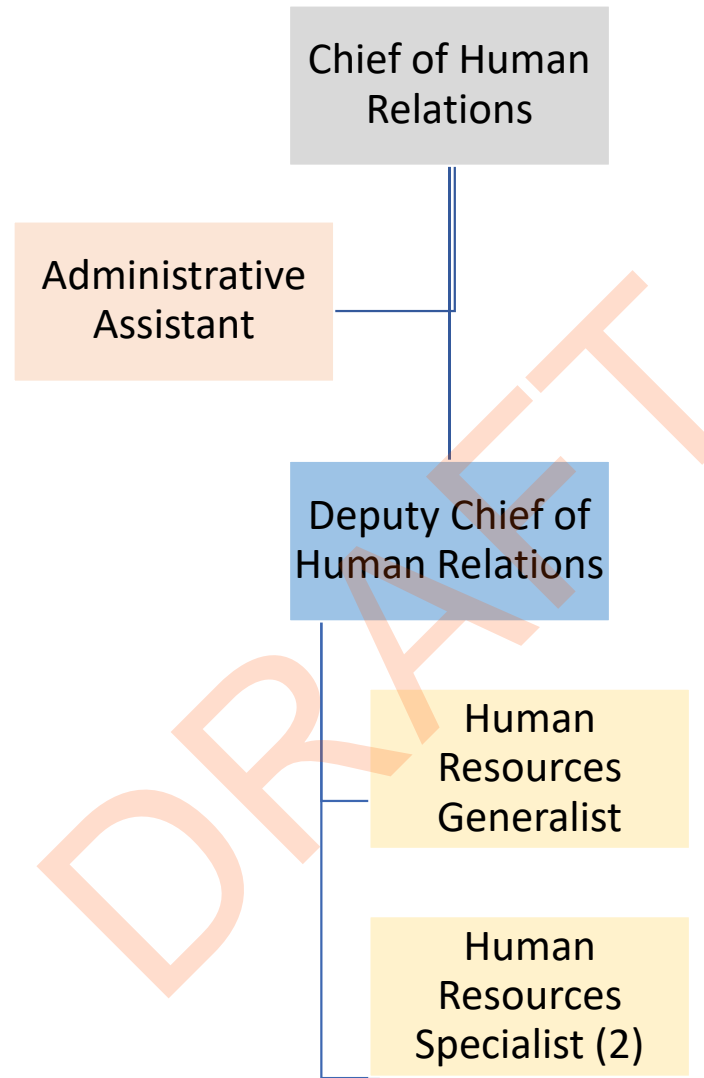 Chief of Human
Relations
Administrative
Assistant
Deputy Chief of
Human Relations
Human
Resources
Generalist
Human
Resources
Specialist (2)
DRAFT